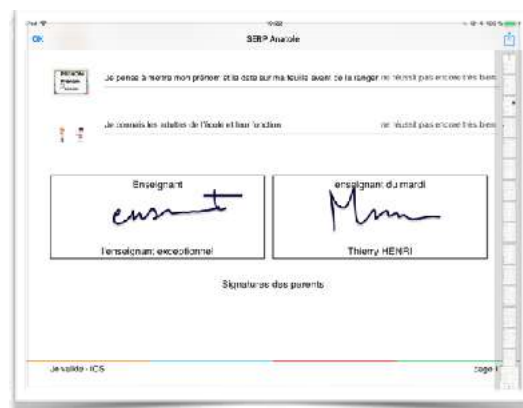 OK
SERP Anatole
PRENOM
Je pense à mettre mon prénom et la date sur ma feuille avant de la ranger ne réussit pas encore très bien
Je connais les adultes de l'école et leur fonction
ne réussit pas encore très bien
Enseignant
enseignant du mardi
l'enseignant exceptionnel
Thierry HENRI
Signatures des parents
Je valide - iOS
page